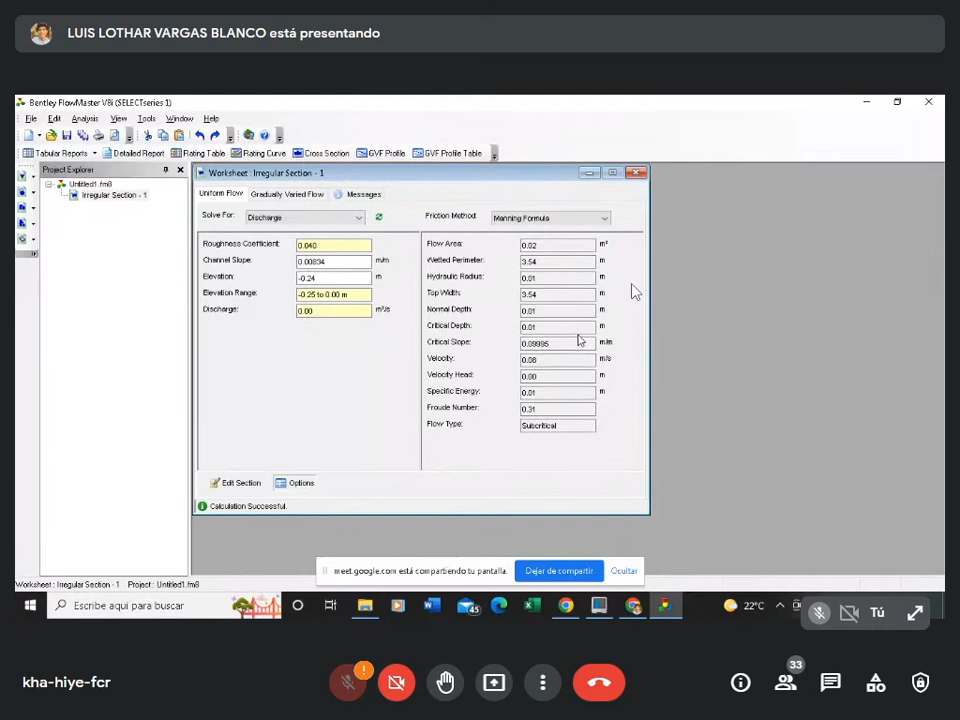 LUIS LOTHAR VARGAS BLANCO está presentando
Bentley FlowMaster V8i (SELECTseries 1)
File Edit Analysis View Tools Window Help
Tabular Reports Detailed Report Rating Table Rating Curve Cross Section GVF Profile GVF Profile Table
Project Explorer
Untitled1.fm8
Irregular Section - 1
Worksheet : Irregular Section - 1
Uniform Flow Gradually Varied Flow Messages
Solve For: Discharge Friction Method: Manning Formula
Roughness Coefficient: 0.040
Channel Slope: 0.00834 m/m
Elevation: -0.24 m
Elevation Range: -0.25 to 0.00 m
Discharge: 0.00 m³/s
Flow Area: 0.02 m²
Wetted Perimeter: 3.54 m
Hydraulic Radius: 0.01 m
Top Width: 3.54 m
Normal Depth: 0.01 m
Critical Depth: 0.01 m
Critical Slope: 0.09995 m/m
Velocity: 0.08 m/s
Velocity Head: 0.00 m
Specific Energy: 0.01 m
Froude Number: 0.31
Flow Type: Subcritical
Edit Section Options
Calculation Successful.
meet.google.com está compartiendo tu pantalla. Dejar de compartir Ocultar
Worksheet : Irregular Section - 1 Project : Untitled1.fm8
Escribe aquí para buscar 45 22°C
Tú
kha-hiye-fcr
33